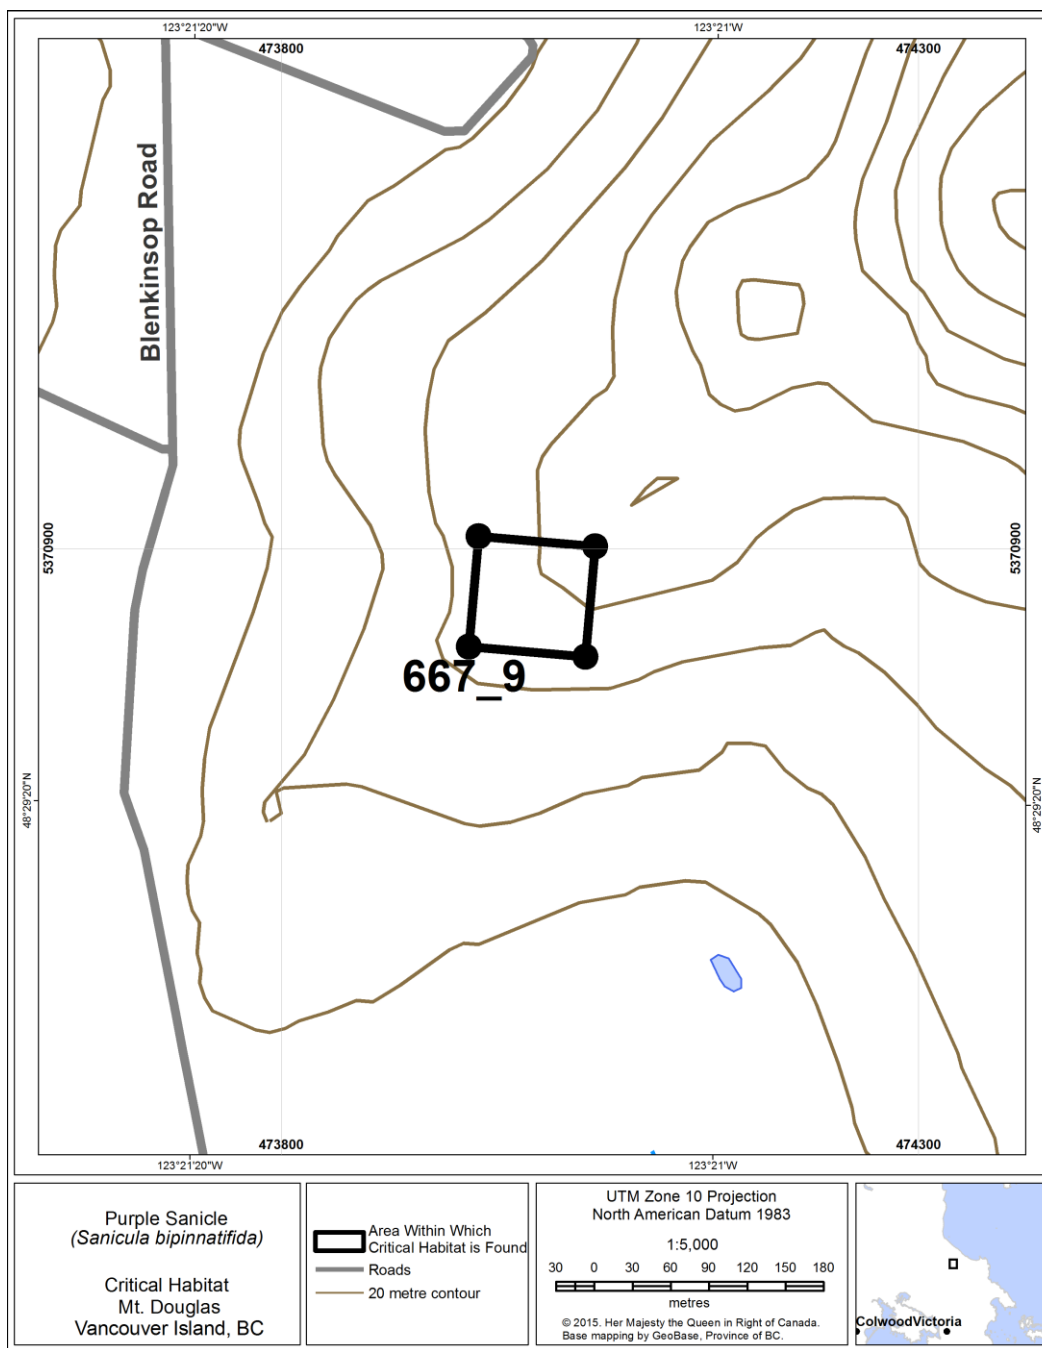 123°21'20"W 123°21'W
473800 474300
Blenkinsop Road
5370900 5370900
667_9
48°29'20"N 48°29'20"N
473800 474300
123°21'20"W 123°21'W
Purple Sanicle
(Sanicula bipinnatifida)
Critical Habitat
Mt. Douglas
Vancouver Island, BC
Area Within Which
Critical Habitat is Found
Roads
20 metre contour
UTM Zone 10 Projection
North American Datum 1983
1:5,000
30 0 30 60 90 120 150 180
metres
© 2015. Her Majesty the Queen in Right of Canada.
Base mapping by GeoBase, Province of BC.
ColwoodVictoria